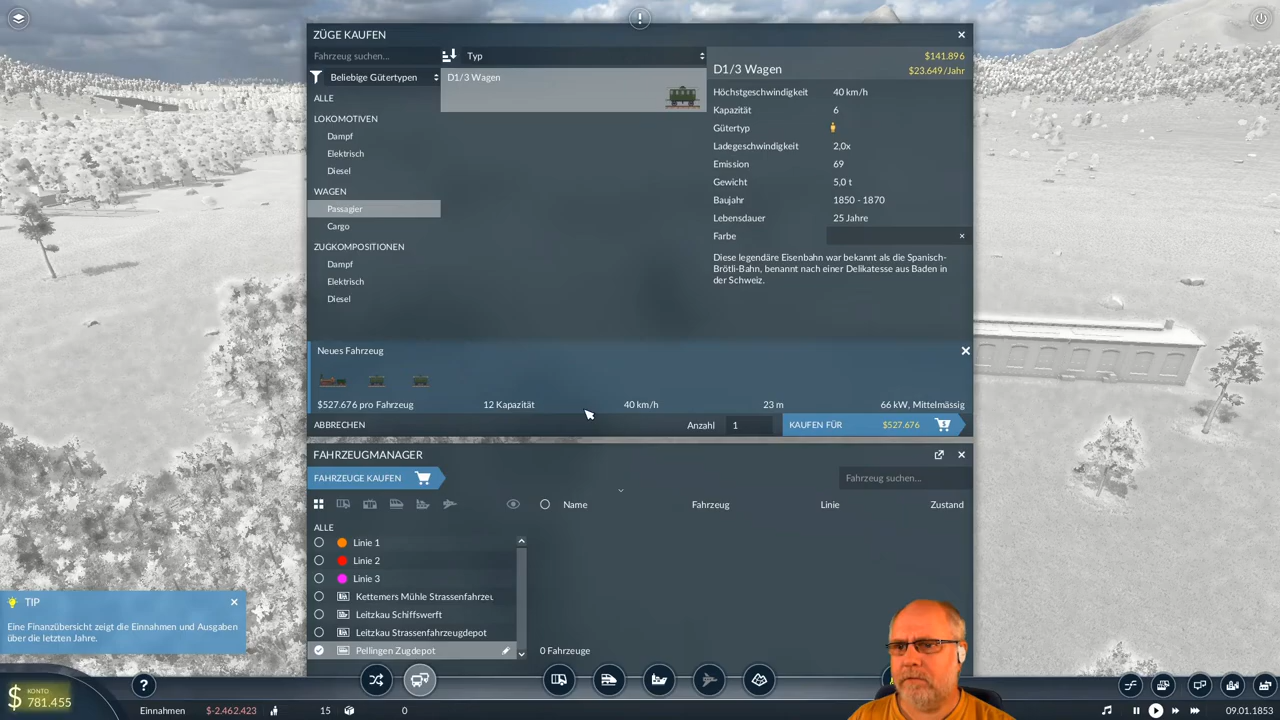 ZÜGE KAUFEN
Fahrzeug suchen...
Typ
$141.896
$23.649/Jahr
D1/3 Wagen
Beliebige Gütertypen
D1/3 Wagen
ALLE
LOKOMOTIVEN
Dampf
Elektrisch
Diesel
WAGEN
Passagier
Cargo
ZUGKOMPOSITIONEN
Dampf
Elektrisch
Diesel
Höchstgeschwindigkeit 40 km/h
Kapazität 6
Gütertyp
Ladegeschwindigkeit 2,0x
Emission 69
Gewicht 5,0 t
Baujahr 1850 - 1870
Lebensdauer 25 Jahre
Farbe
Diese legendäre Eisenbahn war bekannt als die Spanisch-
Brötli-Bahn, benannt nach einer Delikatesse aus Baden in
der Schweiz.
Neues Fahrzeug
$527.676 pro Fahrzeug 12 Kapazität 40 km/h 23 m 66 kW, Mittelmässig
ABBRECHEN Anzahl 1 KAUFEN FÜR $527.676
FAHRZEUGMANAGER
FAHRZEUGE KAUFEN
Fahrzeug suchen...
Name Fahrzeug Linie Zustand
ALLE
Linie 1
Linie 2
Linie 3
Kettemers Mühle Strassenfahrzeu
Leitzkau Schiffswerft
Leitzkau Strassenfahrzeugdepot
Pellingen Zugdepot
0 Fahrzeuge
TIP
Eine Finanzübersicht zeigt die Einnahmen und Ausgaben
über die letzten Jahre.
KONTO
$ 781.455
?
Einnahmen $-2.462.423 15 0
09.01.1853